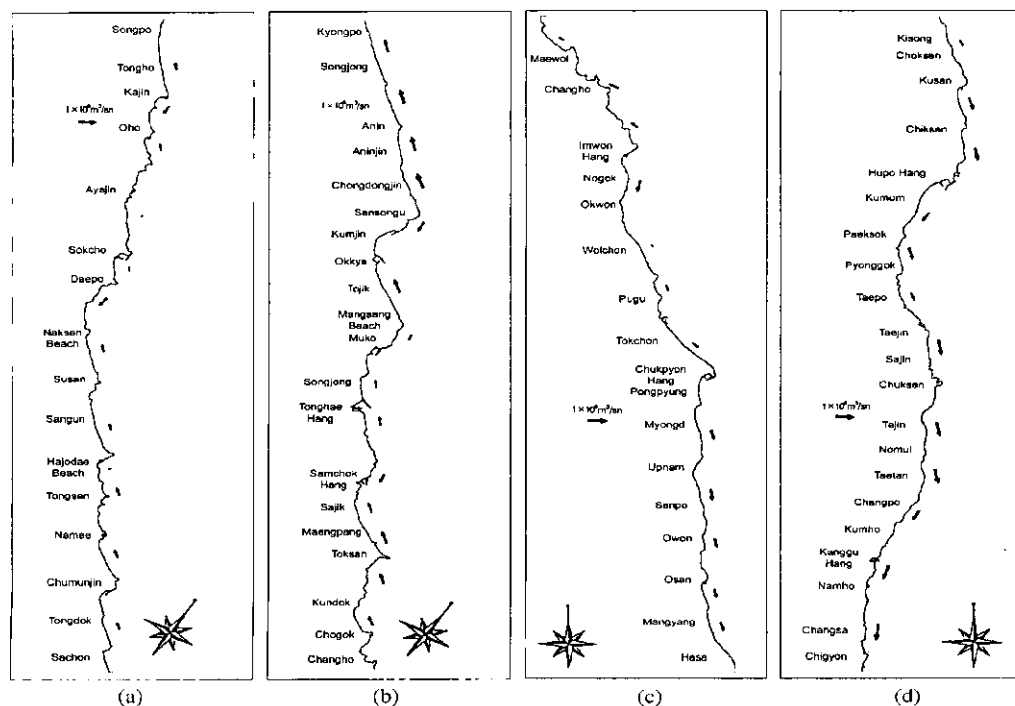 Songpo
Tongho
Kajin
1×10⁶m³/sn
Oho
Ayajin
Sokcho
Daepo
Naksan
Beach
Susan
Sangun
Hajodae
Beach
Tongsan
Namae
Chumunjin
Tongdok
Sachon
(a)
Kyongpo
Songjong
1×10⁶m³/sn
Anin
Aninjin
Chongdongjin
Sansongu
Kumjin
Okkye
Tojik
Mangsang
Beach
Muko
Songjong
Tonghae
Hang
Samchok
Hang
Sajik
Maengpang
Toksan
Kundok
Chogok
Changho
(b)
Maewol
Changho
Imwon
Hang
Nogok
Okwon
Wolchon
Pugu
Tokchon
Chukpyon
Hang
Pongpyung
1×10⁶m³/sn
Myongd
Upnam
Sanpo
Owon
Osan
Mangyang
Hasa
(c)
Kisong
Choksan
Kusan
Chiksan
Hupo Hang
Kumom
Paeksok
Pyonggok
Taepo
Taejin
Sajin
Chuksan
1×10⁶m³/sn
Tajin
Nomul
Taetan
Changpo
Kumho
Kanggu
Hang
Namho
Changsa
Chigyon
(d)